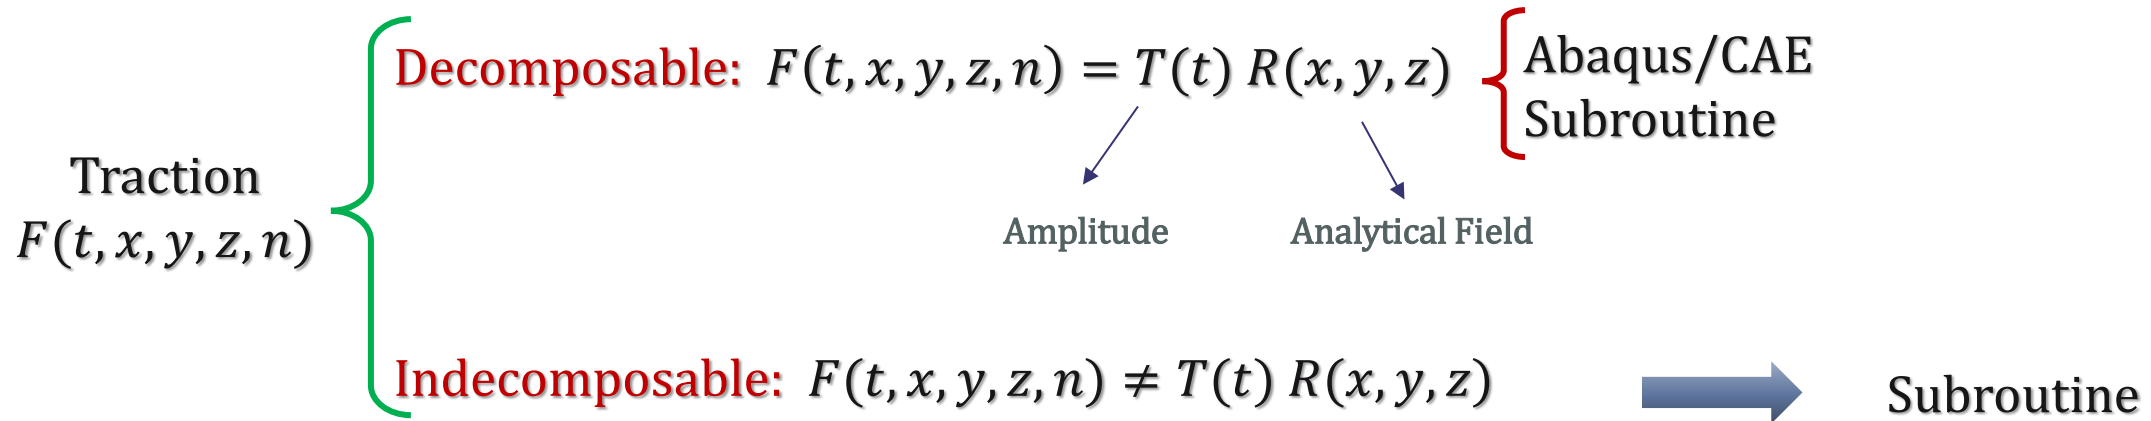 Traction
F(t, x, y, z, n)
Decomposable: F(t, x, y, z, n) = T(t) R(x, y, z)
Abaqus/CAE
Subroutine
Amplitude
Analytical Field
Indecomposable: F(t, x, y, z, n) ≠ T(t) R(x, y, z)
Subroutine